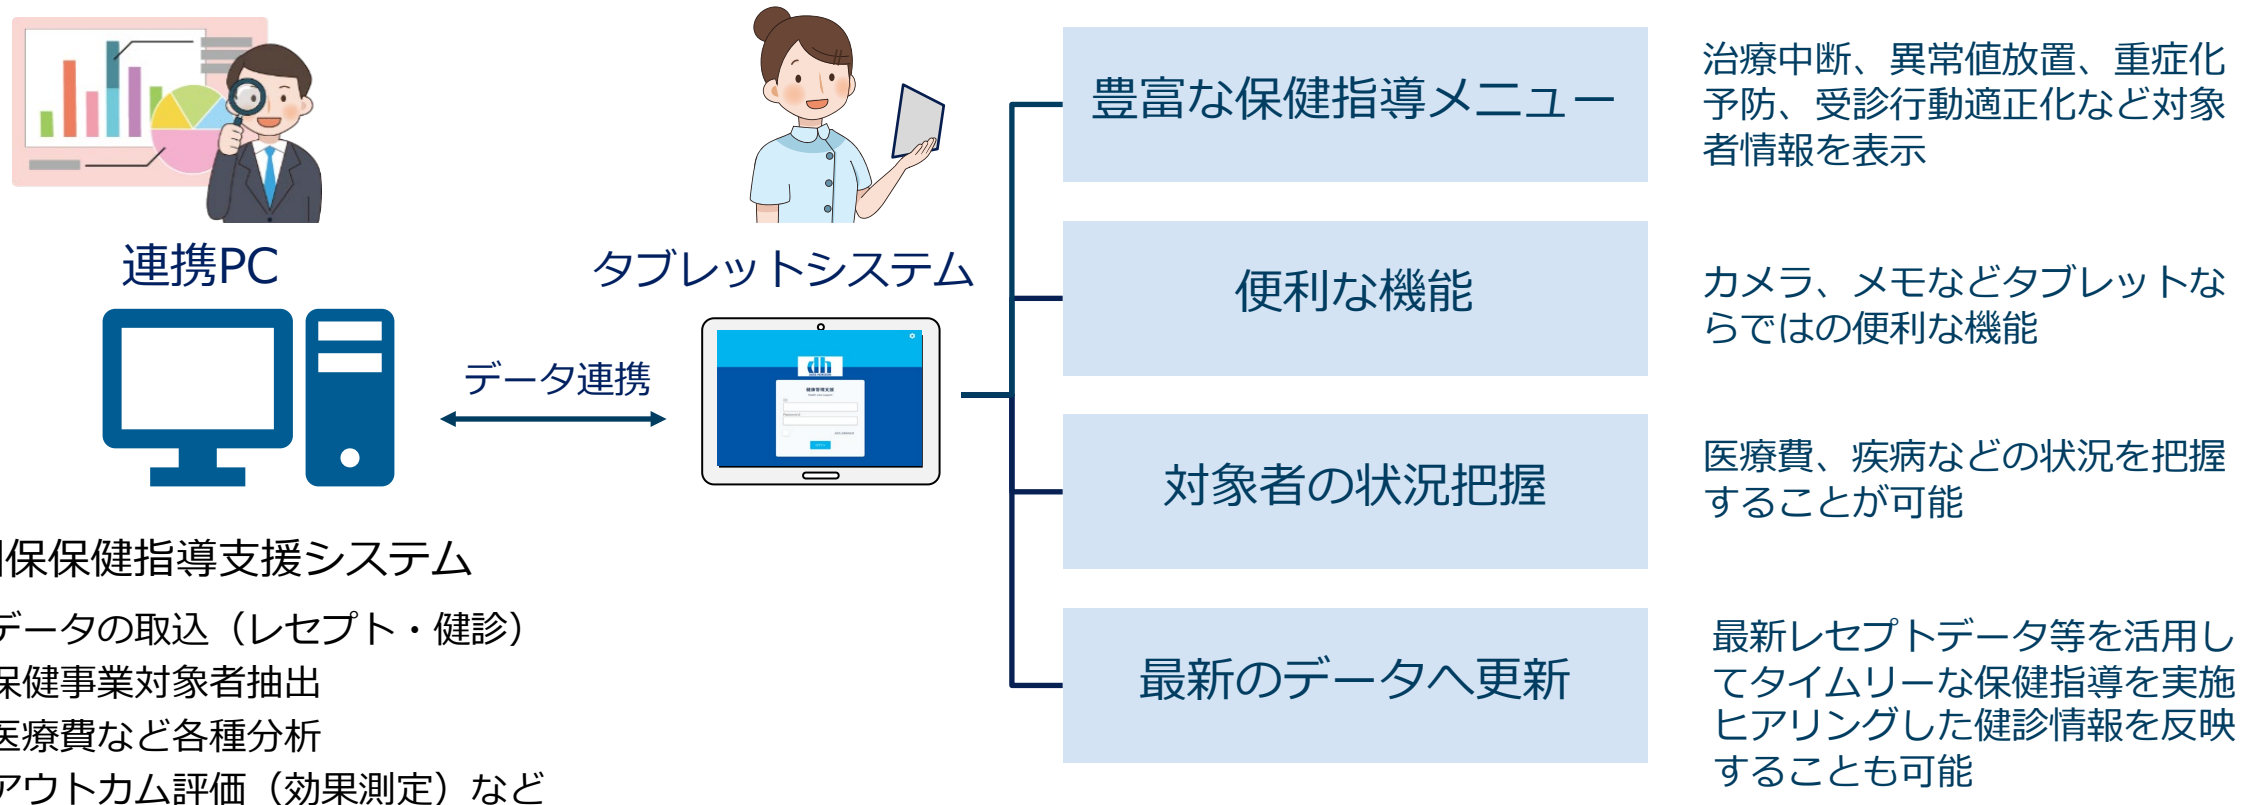 連携PC
データ連携
タブレットシステム
dh
健康管理支援
保保健指導支援システム
データの取込（レセプト・健診）
保健事業対象者抽出
医療費など各種分析
アウトカム評価（効果測定）など
豊富な保健指導メニュー
治療中断、異常値放置、重症化
予防、受診行動適正化など対象
者情報を表示
便利な機能
カメラ、メモなどタブレットな
らではの便利な機能
対象者の状況把握
医療費、疾病などの状況を把握
することが可能
最新のデータへ更新
最新レセプトデータ等を活用し
てタイムリーな保健指導を実施
ヒアリングした健診情報を反映
することも可能